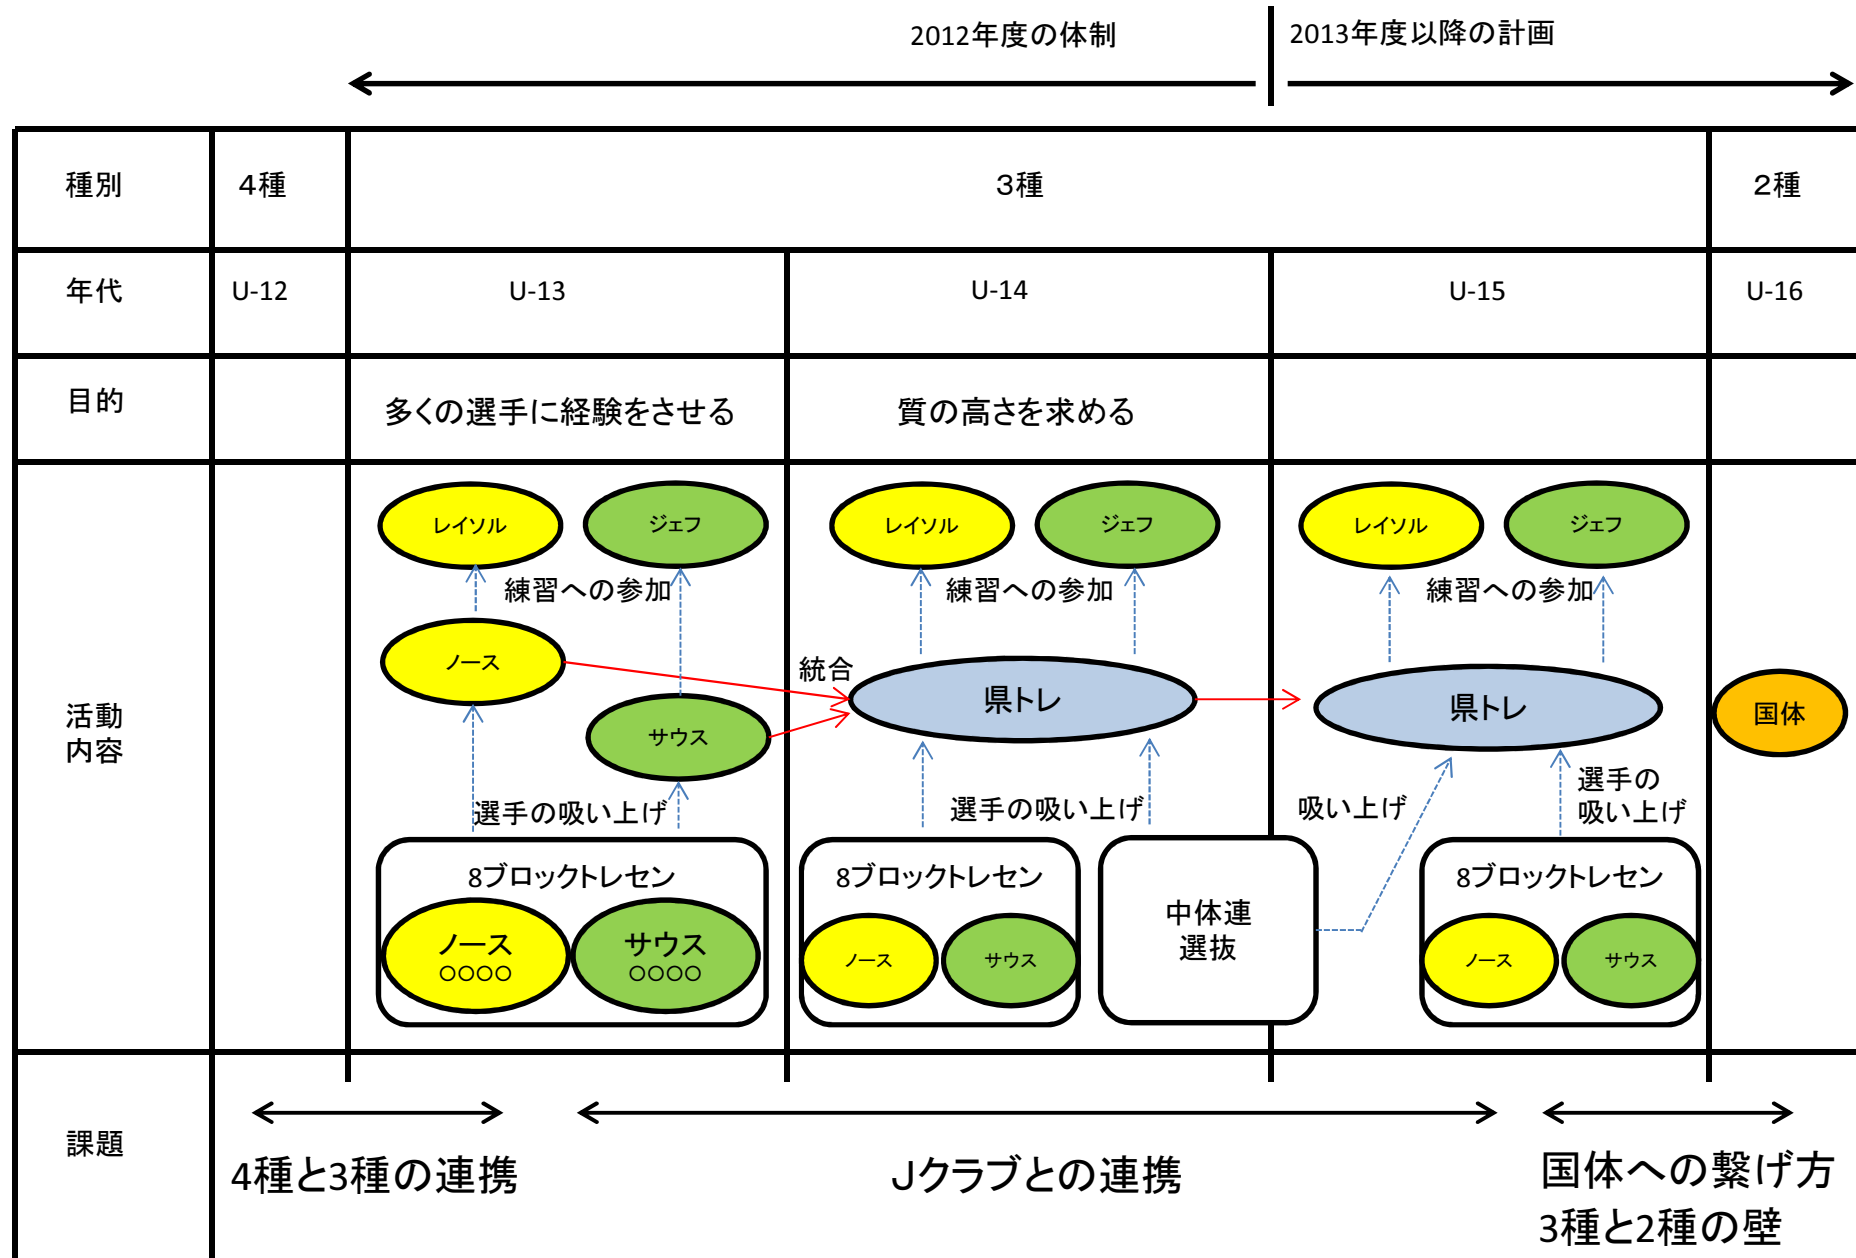 2012年度の体制
2013年度以降の計画
種別
4種
3種
2種
年代
U-12
U-13
U-14
U-15
U-16
目的
多くの選手に経験をさせる
質の高さを求める
活動
内容
レイソル
ジェフ
練習への参加
ノース
サウス
選手の吸い上げ
8ブロックトレセン
ノース
○○○○
サウス
○○○○
統合
レイソル
ジェフ
練習への参加
県トレ
選手の吸い上げ
8ブロックトレセン
ノース
サウス
中体連
選抜
レイソル
ジェフ
練習への参加
県トレ
吸い上げ
選手の
吸い上げ
8ブロックトレセン
ノース
サウス
国体
課題
4種と3種の連携
Jクラブとの連携
国体への繋げ方
3種と2種の壁